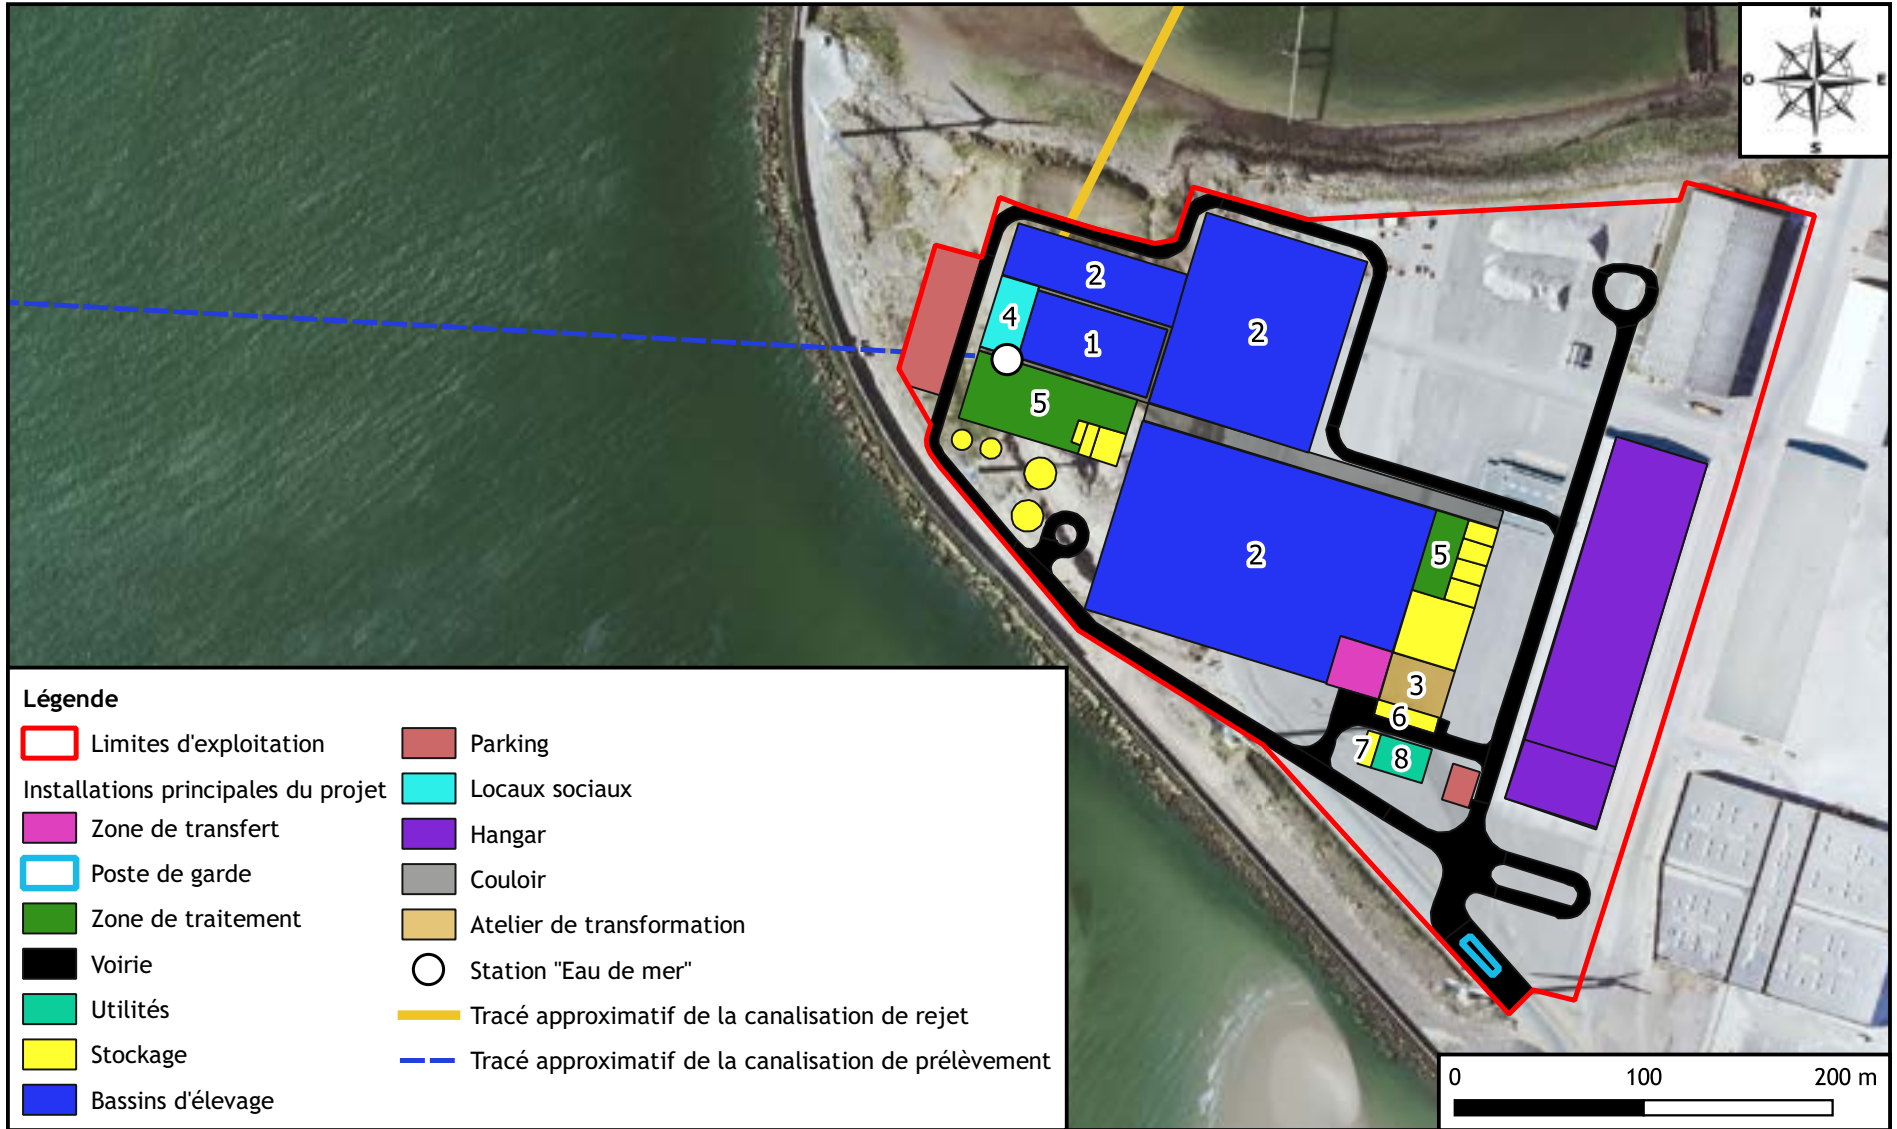 N
O E
S
2
4
1
2
5
2
5
3
6
7
8
Légende
Limites d'exploitation
Installations principales du projet
Zone de transfert
Poste de garde
Zone de traitement
Voirie
Utilités
Stockage
Bassins d'élevage
Parking
Locaux sociaux
Hangar
Couloir
Atelier de transformation
Station "Eau de mer"
Tracé approximatif de la canalisation de rejet
Tracé approximatif de la canalisation de prélèvement
0 100 200 m